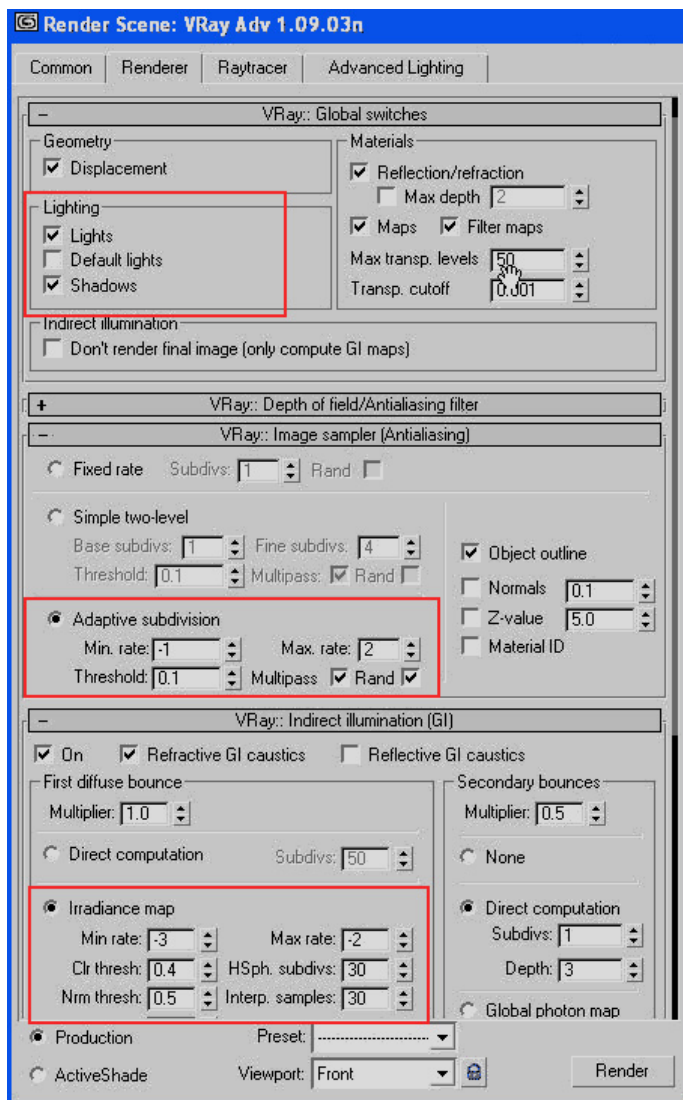 Render Scene: VRay Adv 1.09.03n
Common Renderer Raytracer Advanced Lighting
- VRay:: Global switches
Geometry
Displacement
Lighting
Lights
Default lights
Shadows
Materials
Reflection/refraction
Max depth 2
Maps Filter maps
Max transp. levels 50
Transp. cutoff 0.001
Indirect illumination
Don't render final image (only compute GI maps)
+ VRay:: Depth of field/Antialiasing filter
- VRay:: Image sampler (Antialiasing)
Fixed rate Subdivs: 1 Rand
Simple two-level
Base subdivs: 1 Fine subdivs: 4
Threshold: 0.1 Multipass: Rand
Adaptive subdivision
Min. rate: -1 Max. rate: 2
Threshold: 0.1 Multipass Rand
Object outline
Normals 0.1
Z-value 5.0
Material ID
- VRay:: Indirect illumination (GI)
On Refractive GI caustics Reflective GI caustics
First diffuse bounce
Multiplier: 1.0
Direct computation Subdivs: 50
Irradiance map
Min rate: -3 Max rate: -2
Clr thresh: 0.4 HSph. subdivs: 30
Nrm thresh: 0.5 Interp. samples: 30
Secondary bounces
Multiplier: 0.5
None
Direct computation
Subdivs: 1
Depth: 3
Global photon map
Production Preset: -----------------------
ActiveShade Viewport: Front Render